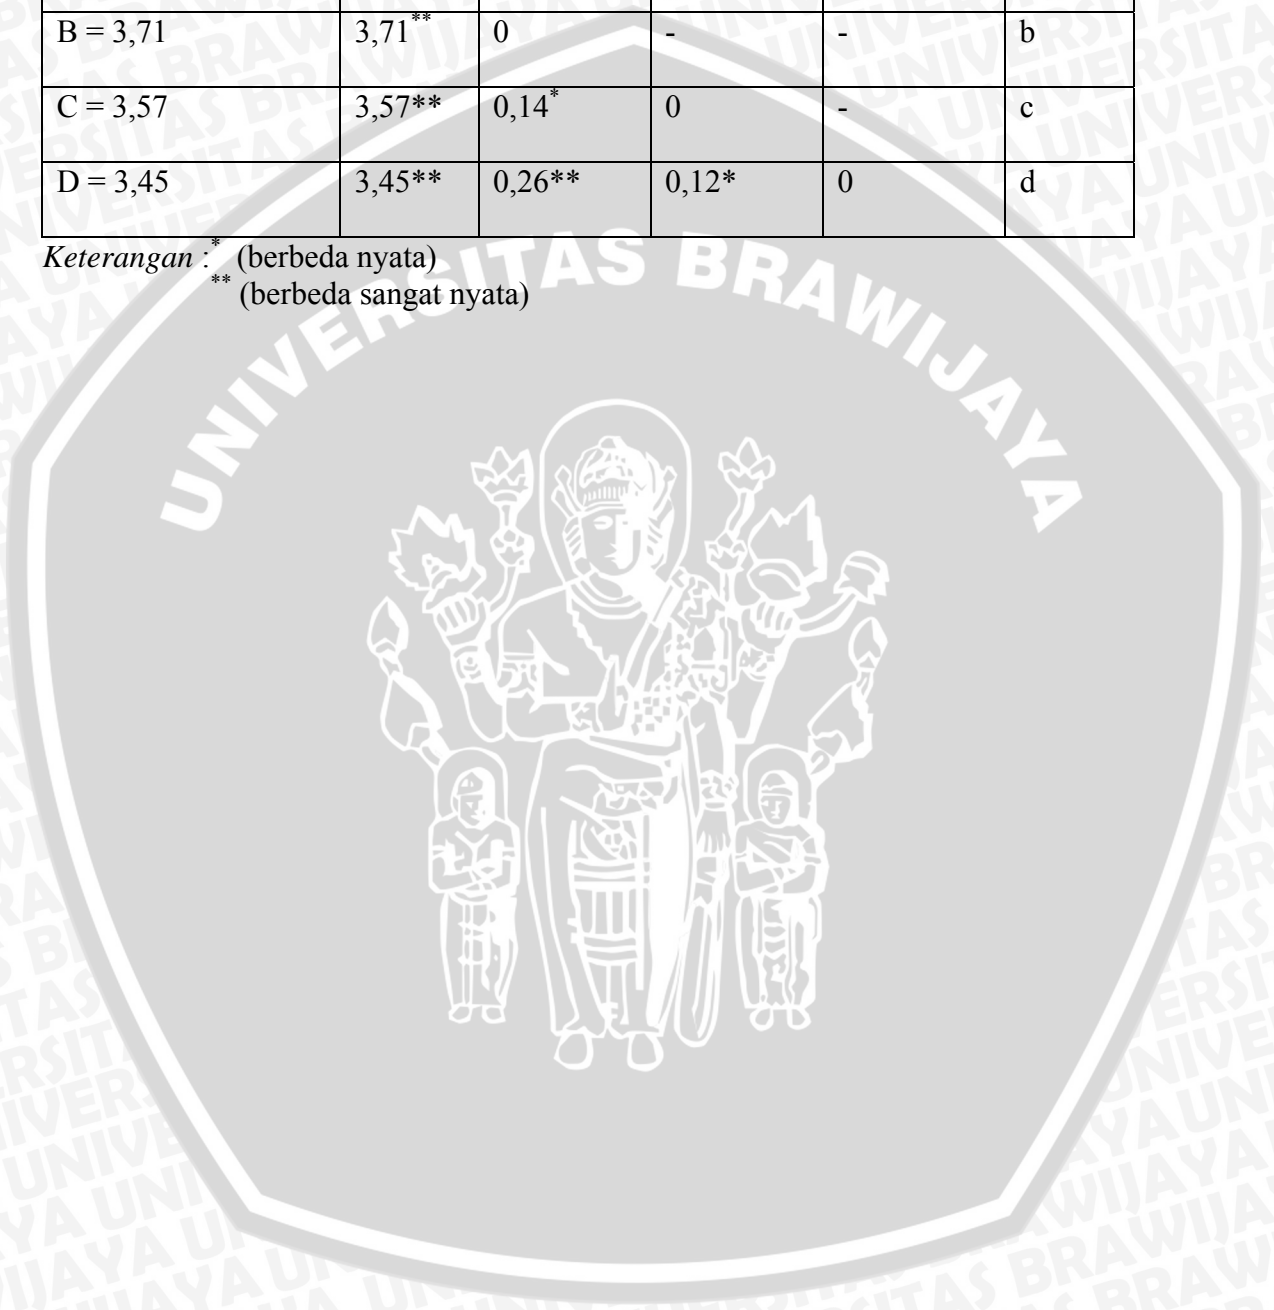 B = 3,71 3,71** 0 - - b
C = 3,57 3,57** 0,14* 0 - c
D = 3,45 3,45** 0,26** 0,12* 0 d
Keterangan :* (berbeda nyata)
** (berbeda sangat nyata)
UNIVERSITAS BRAWIJAYA